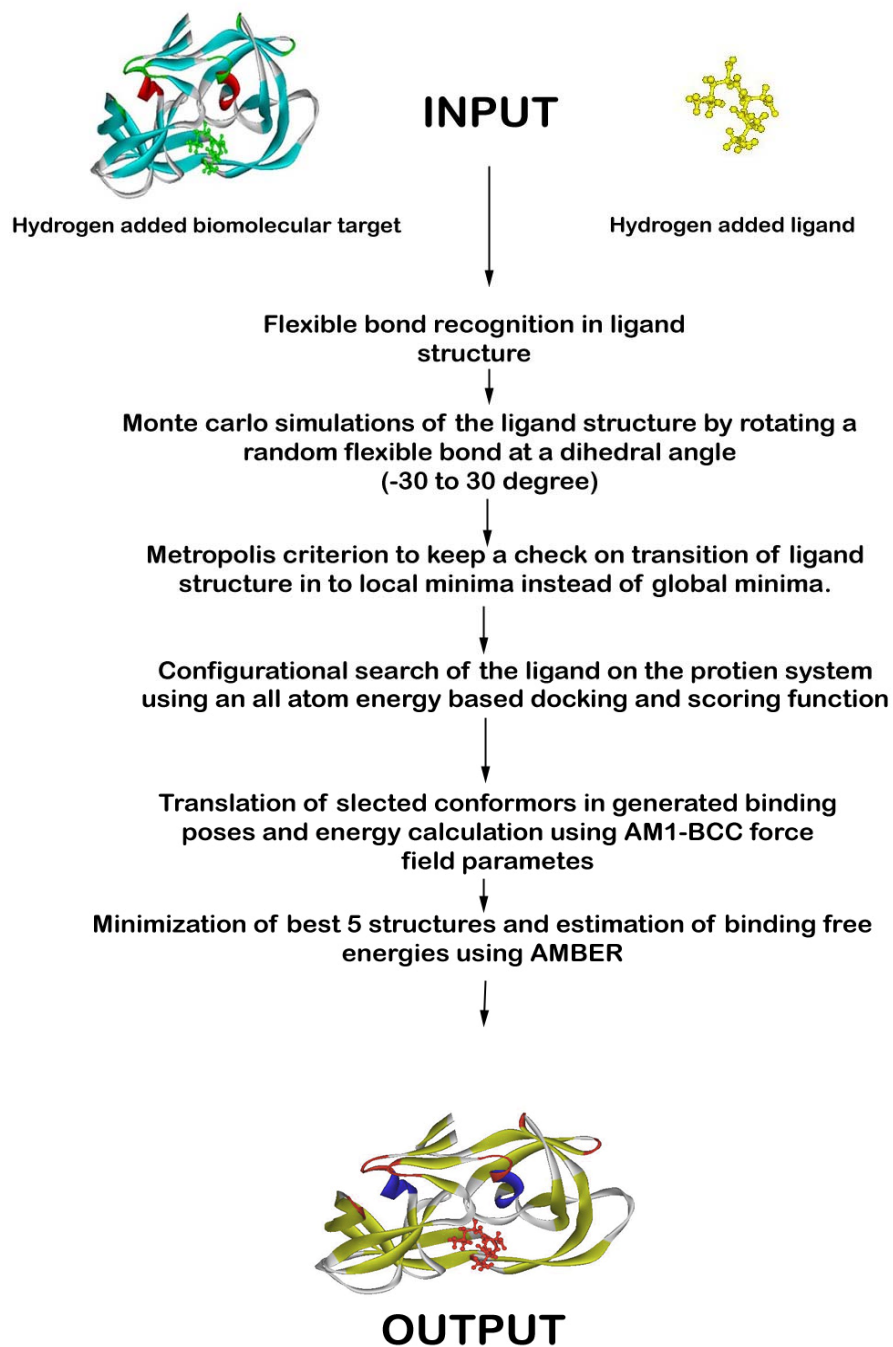 INPUT
Hydrogen added biomolecular target
Hydrogen added ligand
Flexible bond recognition in ligand
structure
Monte carlo simulations of the ligand structure by rotating a
random flexible bond at a dihedral angle
(-30 to 30 degree)
Metropolis criterion to keep a check on transition of ligand
structure in to local minima instead of global minima.
Configurational search of the ligand on the protien system
using an all atom energy based docking and scoring function
Translation of slected conformors in generated binding
poses and energy calculation using AM1-BCC force
field parametes
Minimization of best 5 structures and estimation of binding free
energies using AMBER
OUTPUT